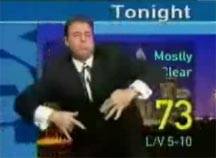 Tonight
Mostly
Clear
73
L/V 5-10